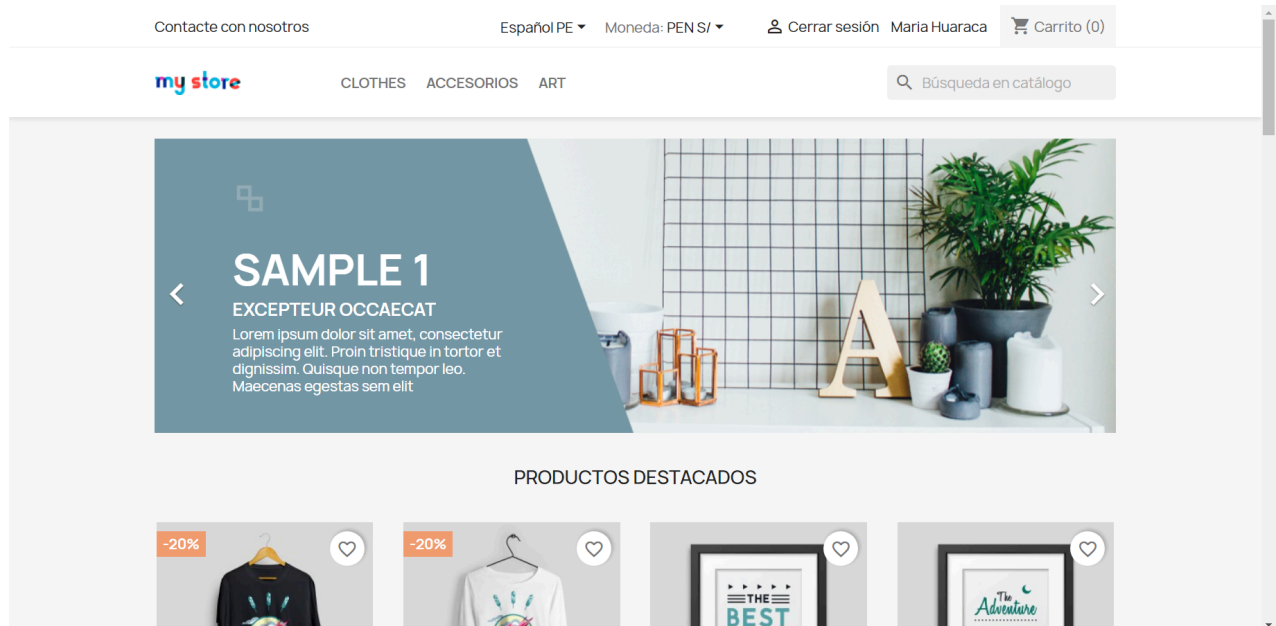 Contacte con nosotros
Español PE
Moneda: PEN S/
Cerrar sesión
Maria Huaraca
Carrito (0)
my store
CLOTHES
ACCESORIOS
ART
Búsqueda en catálogo
SAMPLE 1
EXCEPTEUR OCCAECAT
Lorem ipsum dolor sit amet, consectetur
adipiscing elit. Proin tristique in tortor et
dignissim. Quisque non tempor leo.
Maecenas egestas sem elit
A
PRODUCTOS DESTACADOS
-20%
-20%
THE
BEST
The
Adventure